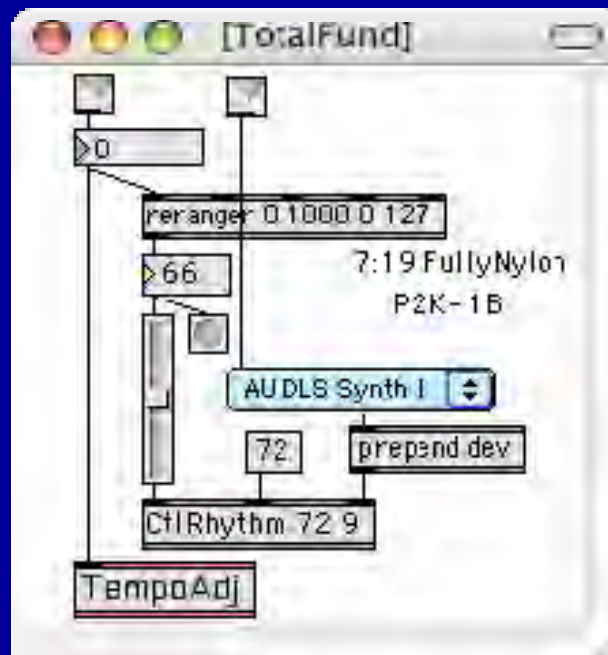 [TotalFund]
0
reranger 0 1000 0 127
66
7:19 FullyNylon
P2K-1B
AU DLS Synth 1
72
prepend dev
CtlRhythm 72 9
TempoAdj